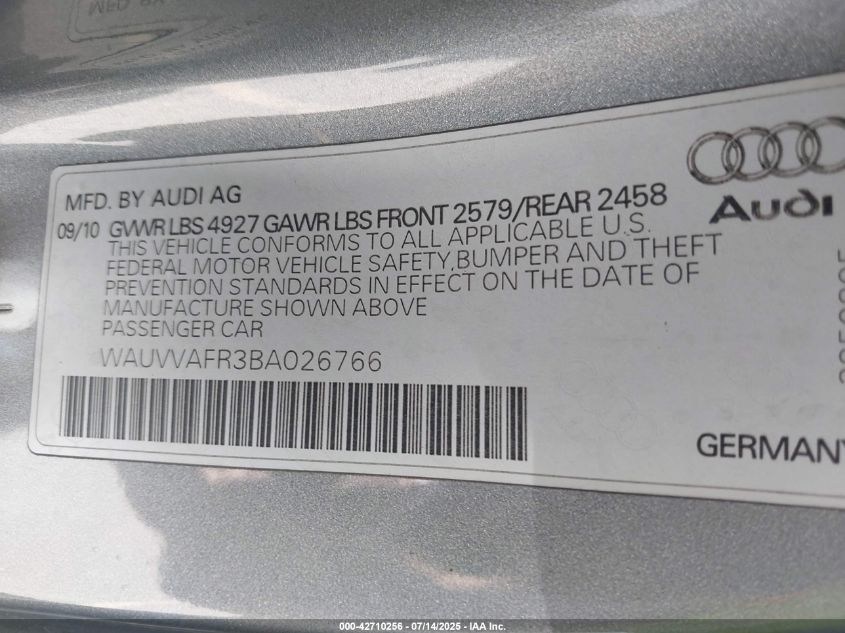 MFD. BY AUDI AG
09/10 GVWR LBS 4927 GAWR LBS FRONT 2579/REAR 2458
THIS VEHICLE CONFORMS TO ALL APPLICABLE U.S.
FEDERAL MOTOR VEHICLE SAFETY, BUMPER AND THEFT
PREVENTION STANDARDS IN EFFECT ON THE DATE OF
MANUFACTURE SHOWN ABOVE
PASSENGER CAR
WAUVVAFR3BA026766
Audi
GERMANY
000-42710256 - 07/14/2025 - IAA Inc.